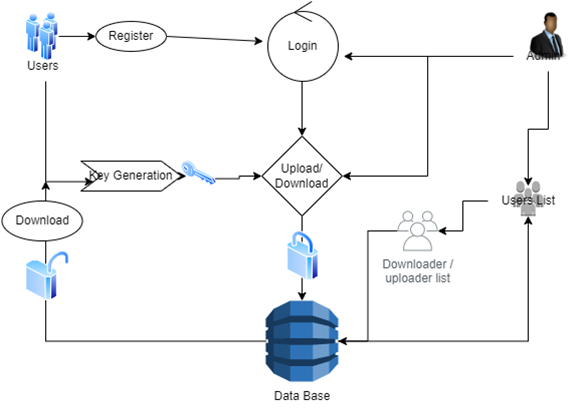 Register
Login
Users
Admin
Key Generation
Upload/
Download
Users List
Download
Downloader /
uploader list
Data Base